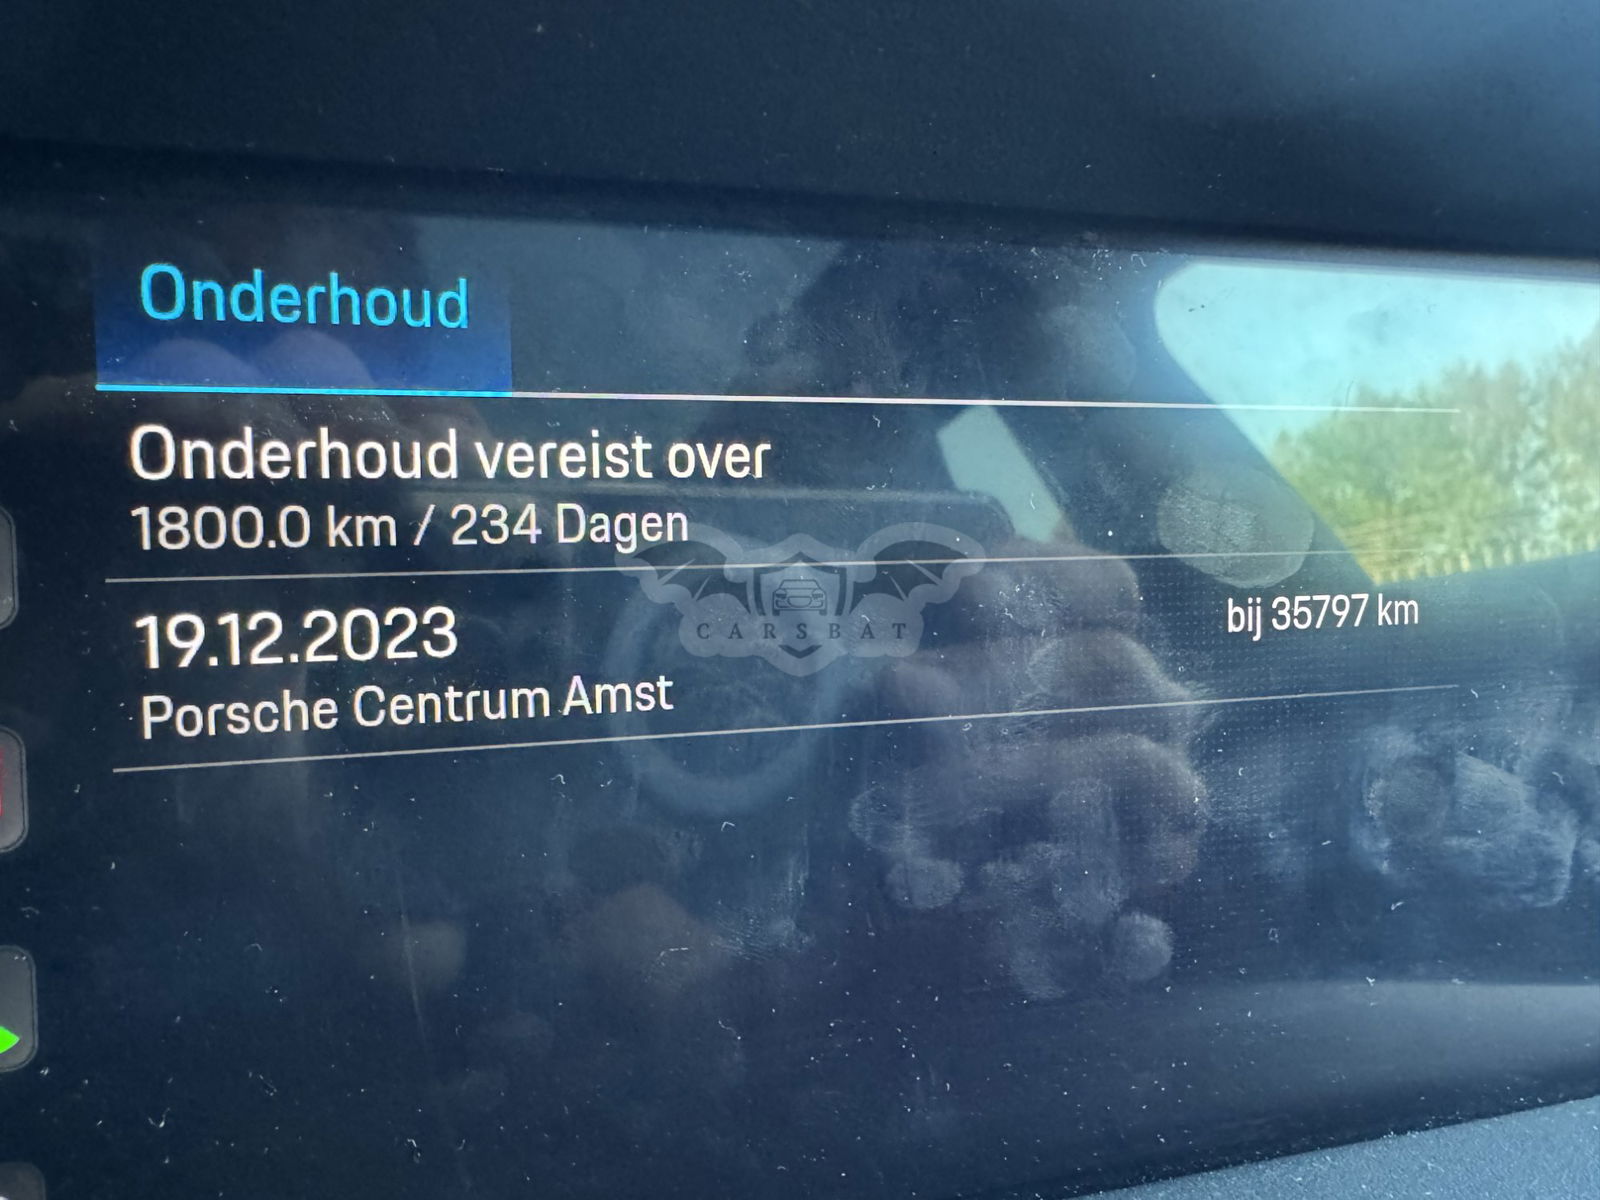 Onderhoud
Onderhoud vereist over
1800.0 km / 234 Dagen
CARSBAT
19.12.2023
bij 35797 km
Porsche Centrum Amst